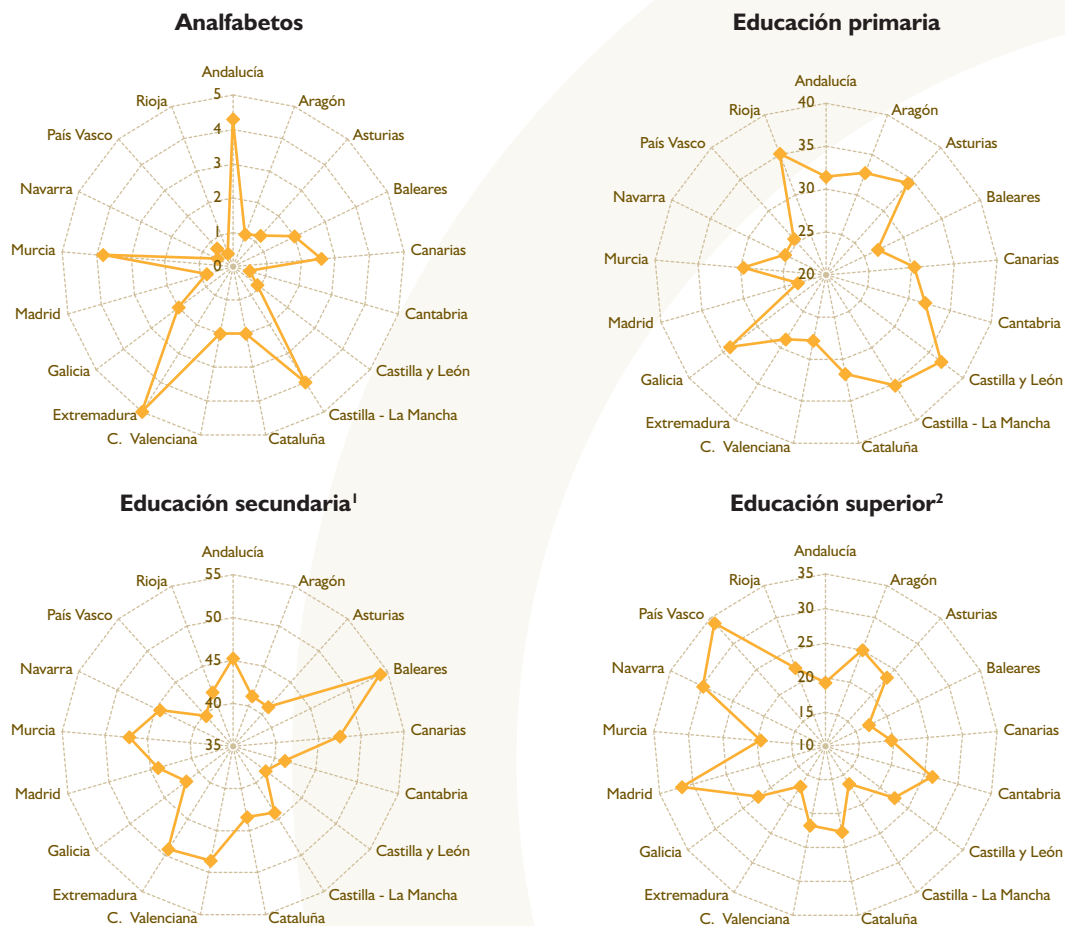 Analfabetos
Andalucía
Aragón
Asturias
Baleares
Canarias
Cantabria
Castilla y León
Castilla - La Mancha
Cataluña
C. Valenciana
Extremadura
Galicia
Madrid
Murcia
Navarra
País Vasco
Rioja
5
4
3
2
1
0
Educación primaria
Andalucía
Aragón
Asturias
Baleares
Canarias
Cantabria
Castilla y León
Castilla - La Mancha
Cataluña
C. Valenciana
Extremadura
Galicia
Madrid
Murcia
Navarra
País Vasco
Rioja
40
35
30
25
20
Educación secundaria¹
Andalucía
Aragón
Asturias
Baleares
Canarias
Cantabria
Castilla y León
Castilla - La Mancha
Cataluña
C. Valenciana
Extremadura
Galicia
Madrid
Murcia
Navarra
País Vasco
Rioja
55
50
45
40
35
Educación superior²
Andalucía
Aragón
Asturias
Baleares
Canarias
Cantabria
Castilla y León
Castilla - La Mancha
Cataluña
C. Valenciana
Extremadura
Galicia
Madrid
Murcia
Navarra
País Vasco
Rioja
35
30
25
20
15
10